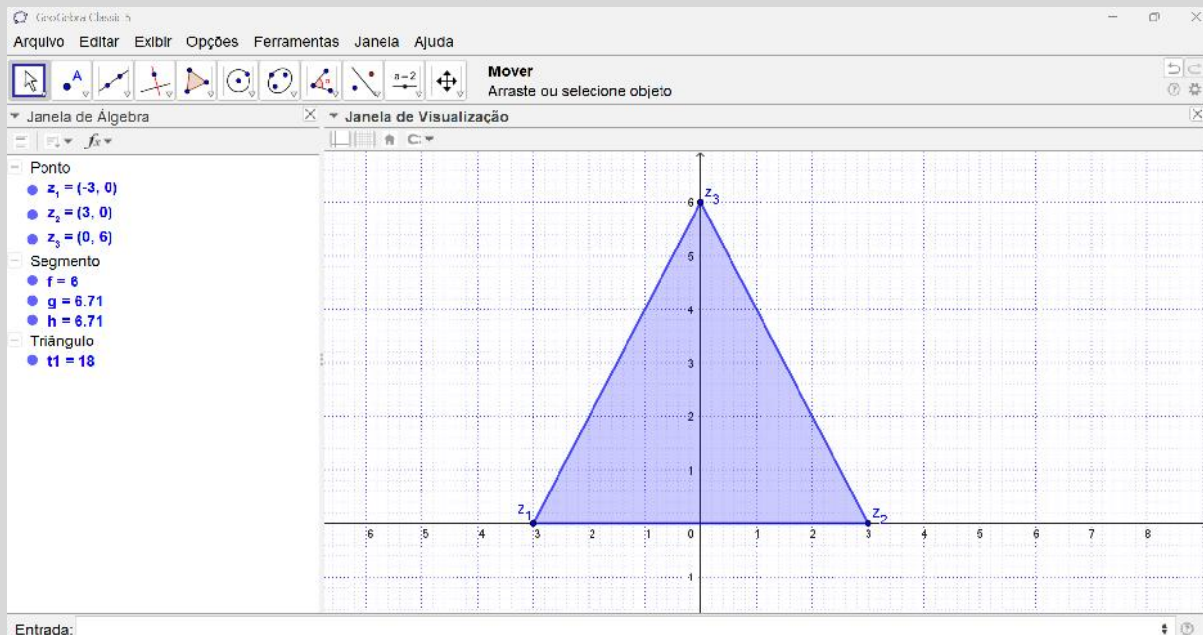 GeoGebra Classic 5
Arquivo Editar Exibir Opções Ferramentas Janela Ajuda
A
a=2
Mover
Arraste ou selecione objeto
Janela de Álgebra
Janela de Visualização
fx
Ponto
z1 = (-3, 0)
z2 = (3, 0)
z3 = (0, 6)
Segmento
f = 6
g = 6.71
h = 6.71
Triângulo
t1 = 18
z3
6
5
4
3
2
1
z1
z2
6 5 4 3 2 1 0 1 2 3 4 5 6 7 8
1
Entrada: